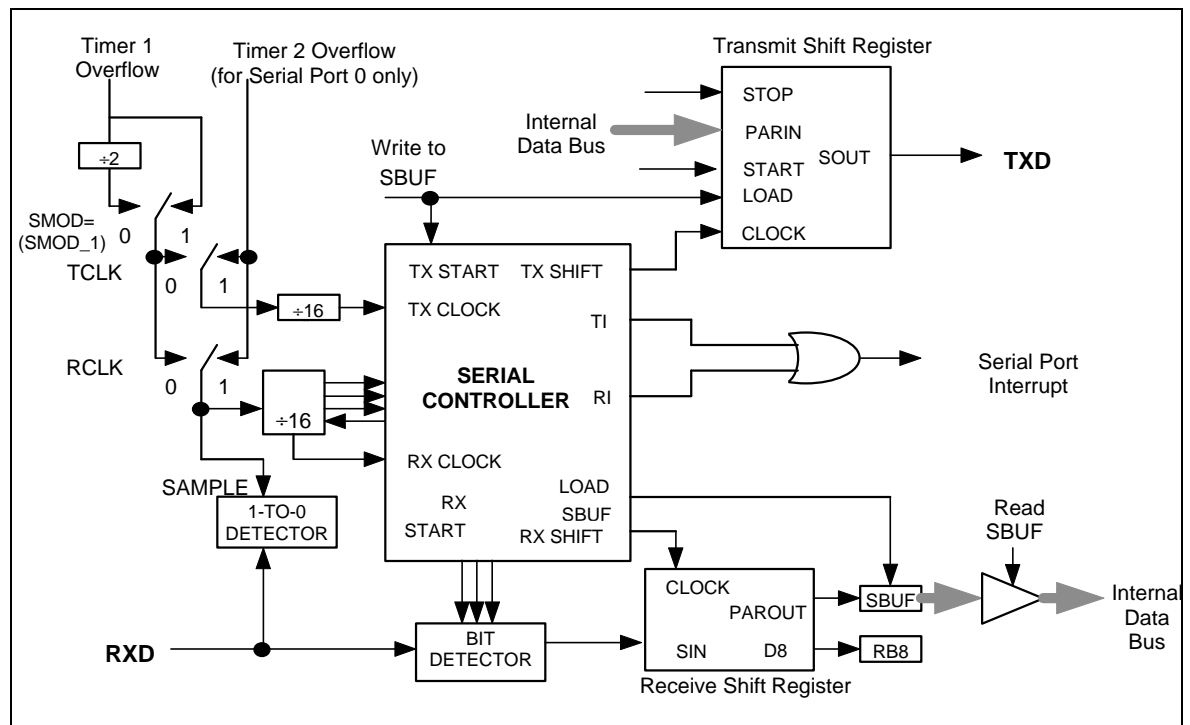 Timer 1
Overflow
Timer 2 Overflow
(for Serial Port 0 only)
÷2
SMOD=
(SMOD_1)
0
1
TCLK
0
1
÷16
RCLK
0
1
÷16
SAMPLE
1-TO-0
DETECTOR
RXD
Write to
SBUF
TX START
TX SHIFT
TX CLOCK
TI
SERIAL
CONTROLLER
RI
RX CLOCK
LOAD
SBUF
RX
START
RX SHIFT
BIT
DETECTOR
Transmit Shift Register
Internal
Data Bus
STOP
PARIN
SOUT
START
LOAD
CLOCK
TXD
Serial Port
Interrupt
CLOCK
PAROUT
SIN
D8
Receive Shift Register
SBUF
RB8
Read
SBUF
Internal
Data
Bus